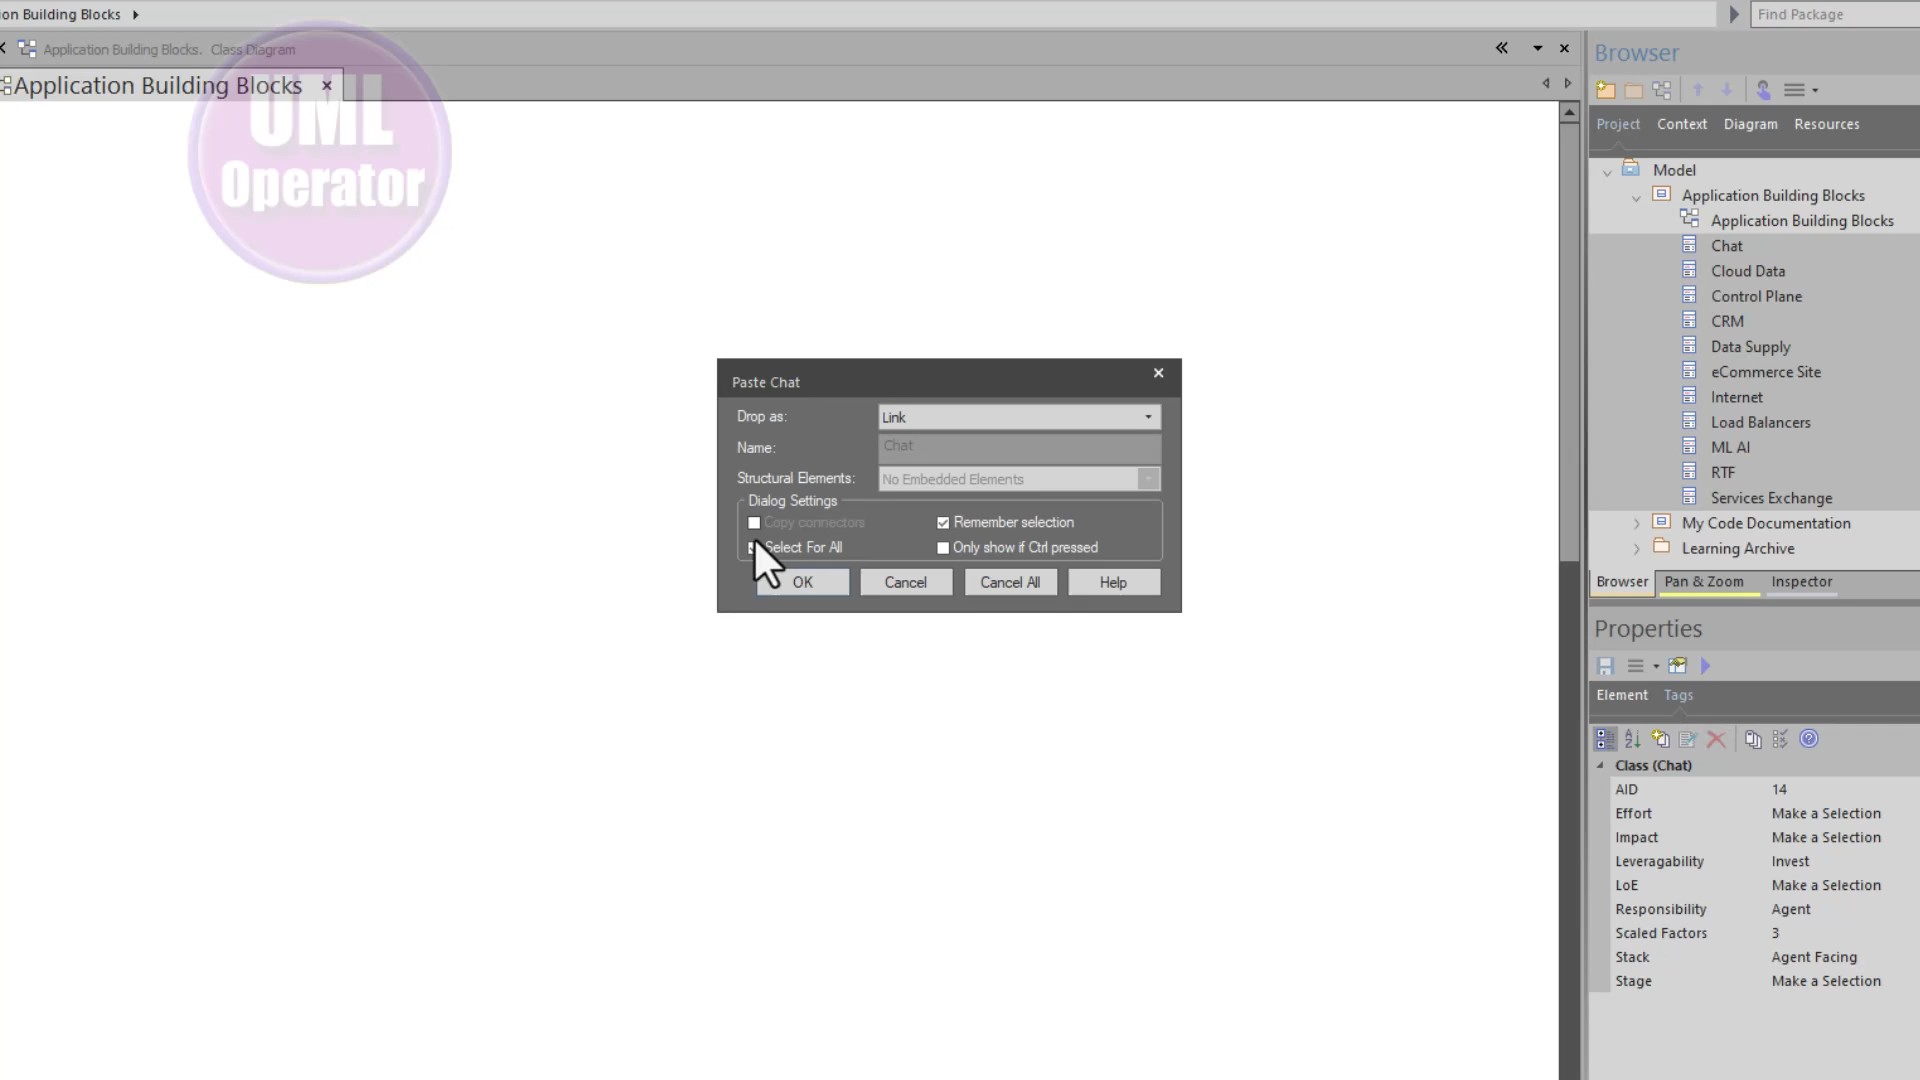 on Building Blocks
Find Package
Application Building Blocks. Class Diagram
Application Building Blocks
UML
Operator
Browser
Project Context Diagram Resources
Model
Application Building Blocks
Application Building Blocks
Chat
Cloud Data
Control Plane
CRM
Data Supply
eCommerce Site
Internet
Load Balancers
ML AI
RTF
Services Exchange
My Code Documentation
Learning Archive
Browser Pan & Zoom Inspector
Paste Chat
Drop as: Link
Name: Chat
Structural Elements: No Embedded Elements
Dialog Settings
Copy connectors Remember selection
Select For All Only show if Ctrl pressed
OK Cancel Cancel All Help
Properties
Element Tags
Class (Chat)
AID 14
Effort Make a Selection
Impact Make a Selection
Leveragability Invest
LoE Make a Selection
Responsibility Agent
Scaled Factors 3
Stack Agent Facing
Stage Make a Selection